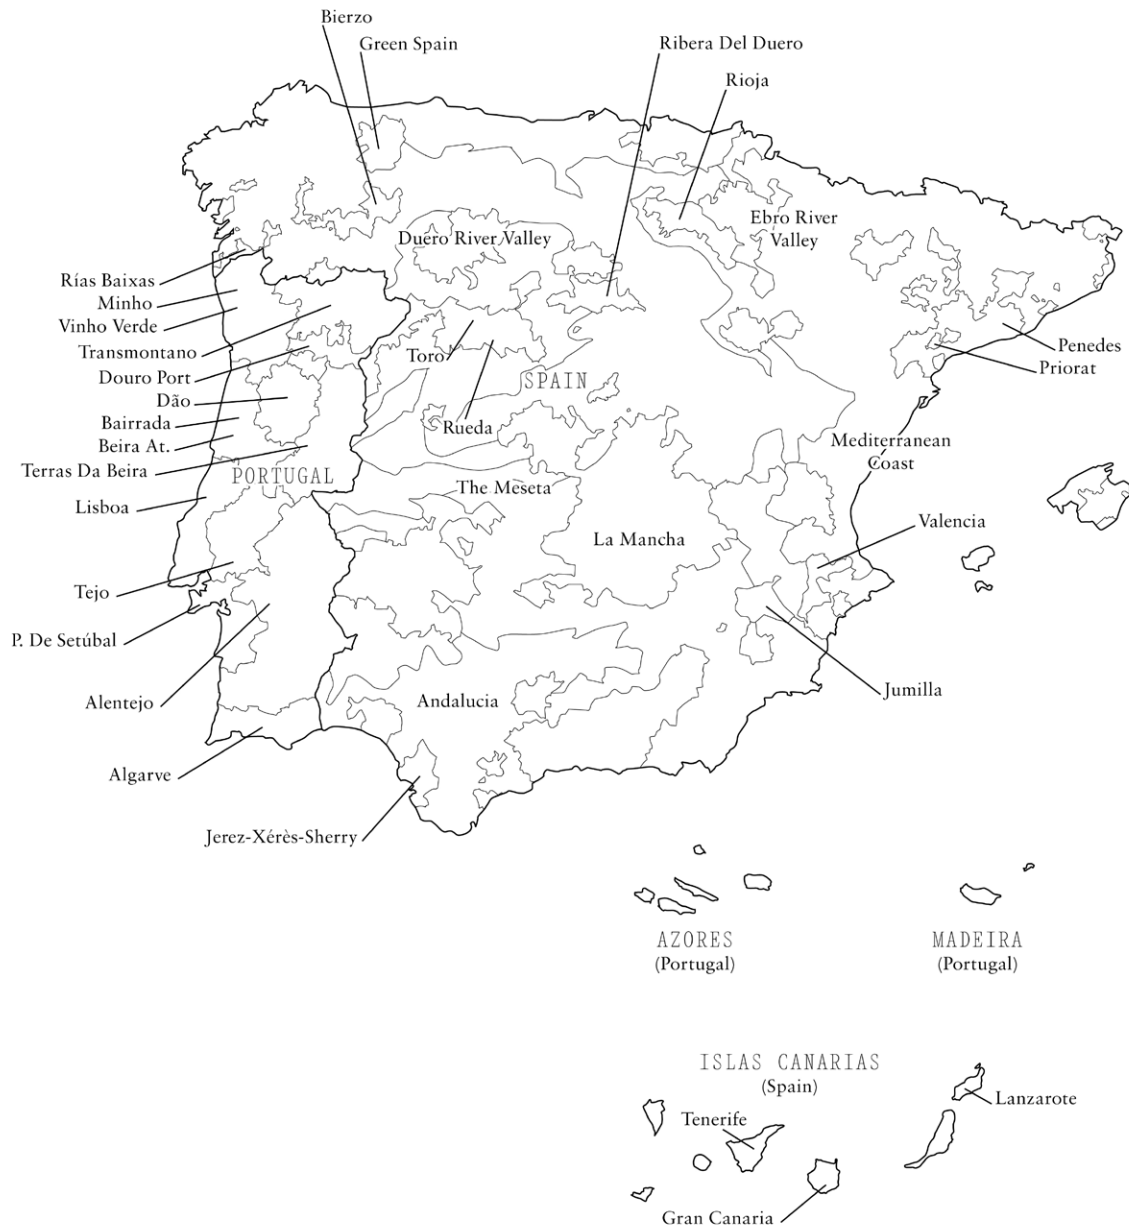 Bierzo
Green Spain
Ribera Del Duero
Rioja
Duero River Valley
Ebro River
Valley
Rías Baixas
Minho
Vinho Verde
Transmontano
Douro Port
Dão
Bairrada
Beira At.
Terras Da Beira
Lisboa
Toro
Rueda
SPAIN
Penedes
Priorat
Mediterranean
Coast
PORTUGAL
The Meseta
La Mancha
Valencia
Tejo
P. De Setúbal
Alentejo
Algarve
Andalucia
Jumilla
Jerez-Xérès-Sherry
AZORES
(Portugal)
MADEIRA
(Portugal)
ISLAS CANARIAS
(Spain)
Tenerife
Lanzarote
Gran Canaria